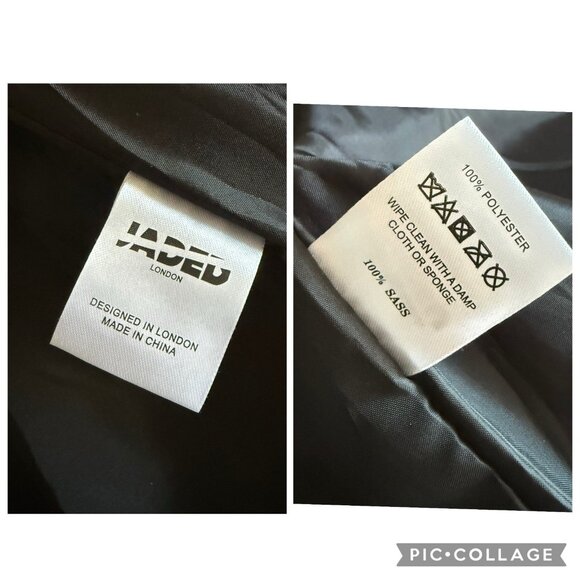 JADED
LONDON
DESIGNED IN LONDON
MADE IN CHINA
100% POLYESTER
WIPE CLEAN WITH A DAMP
CLOTH OR SPONGE
100% SASS
PIC•COLLAGE